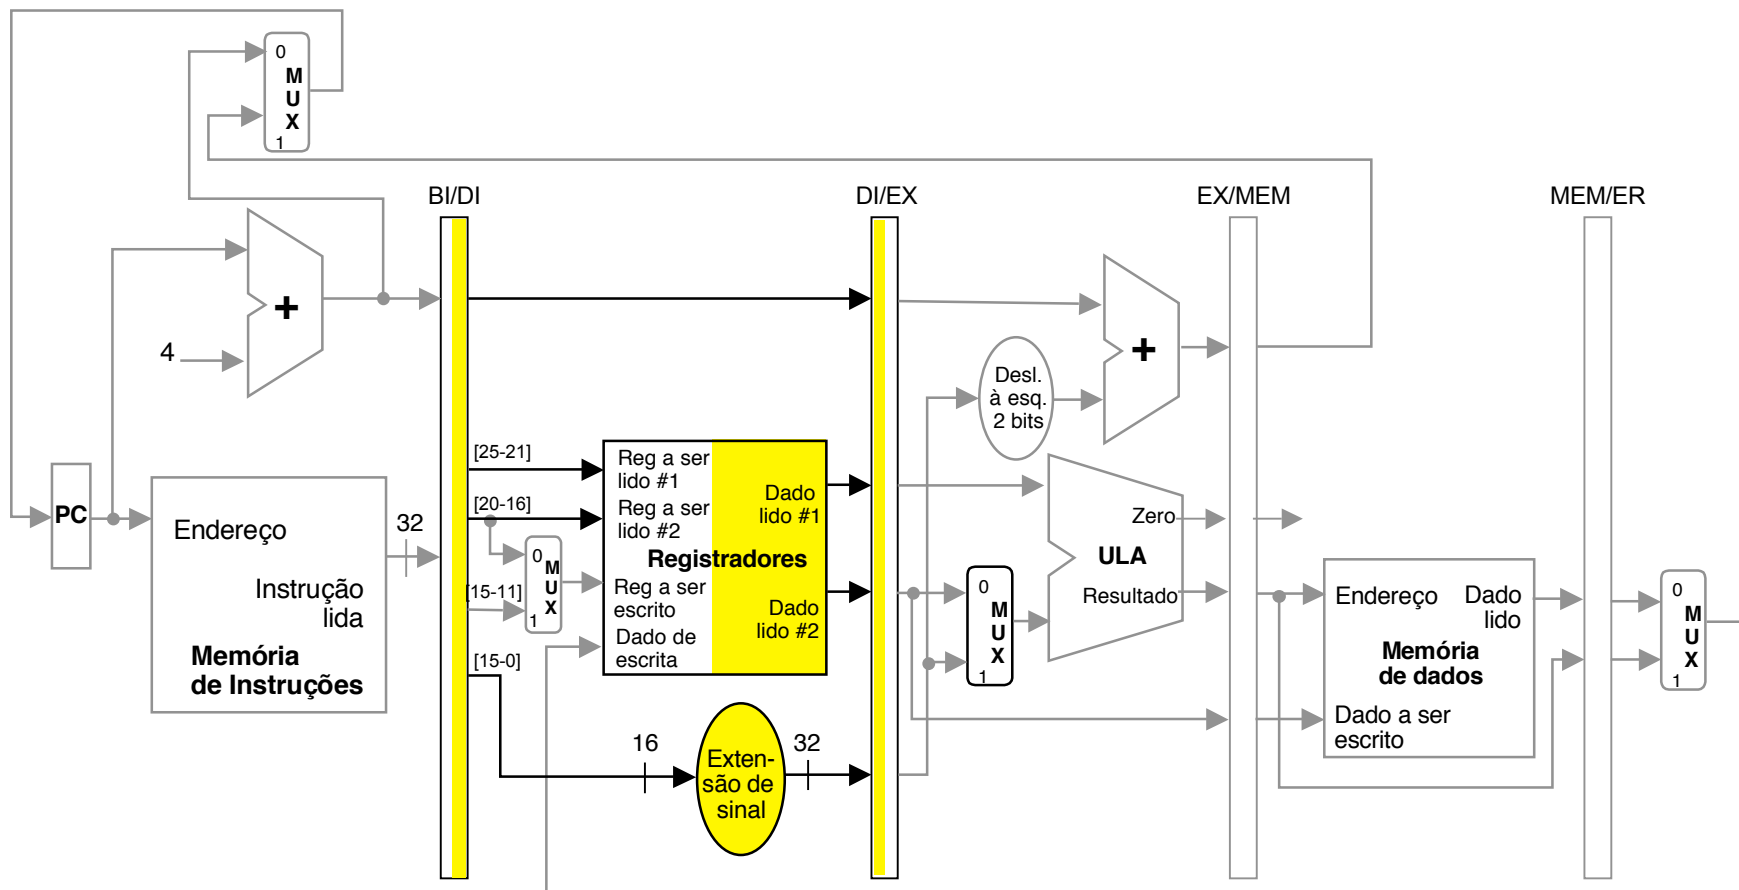 0
M
U
X
1
BI/DI
DI/EX
EX/MEM
MEM/ER
+
4
+
Desl.
à esq.
2 bits
[25-21]
[20-16]
[15-11]
[15-0]
PC
Endereço
Instrução
lida
Memória
de Instruções
32
0
M
U
X
1
Reg a ser
lido #1
Reg a ser
lido #2
Registradores
Reg a ser
escrito
Dado de
escrita
Dado
lido #1
Dado
lido #2
16
Exten-
são de
sinal
32
0
M
U
X
1
Zero
ULA
Resultado
Endereço
Dado
lido
Memória
de dados
Dado a ser
escrito
0
M
U
X
1